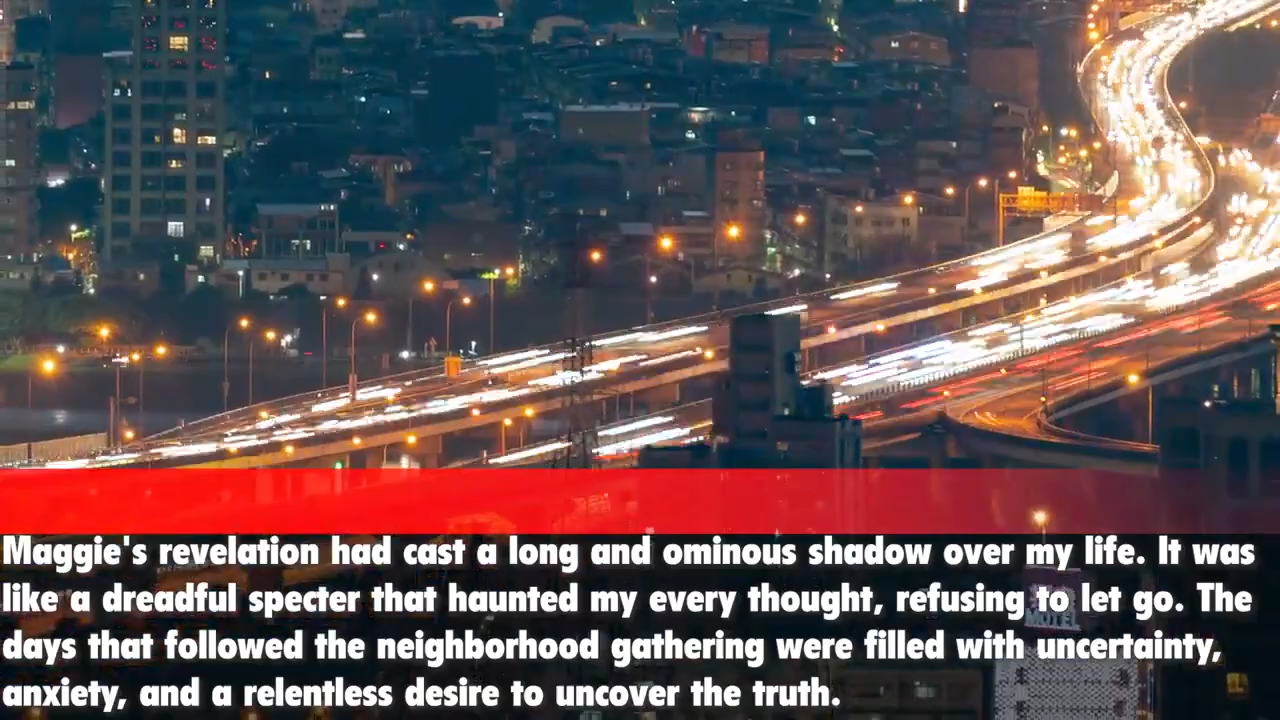 Maggie's revelation had cast a long and ominous shadow over my life. It was
like a dreadful specter that haunted my every thought, refusing to let go. The
days that followed the neighborhood gathering were filled with uncertainty,
anxiety, and a relentless desire to uncover the truth.
MOTEL